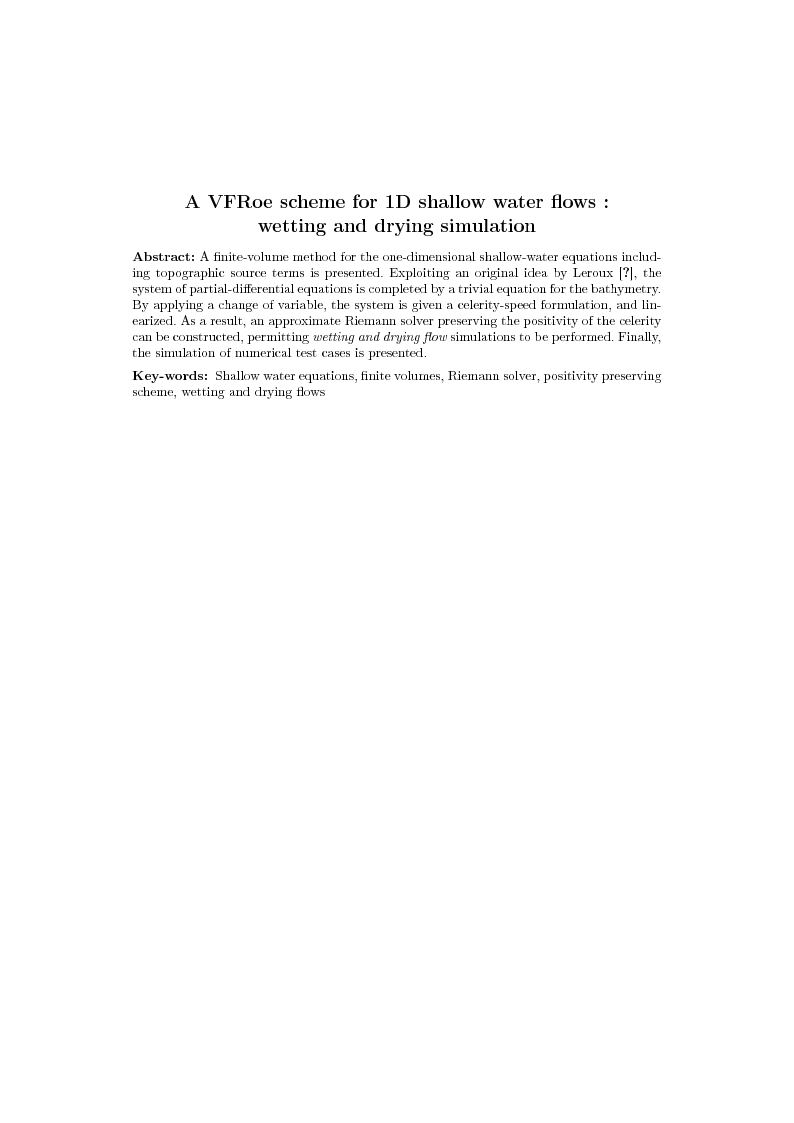 A VFRoe scheme for 1D shallow water flows :
wetting and drying simulation
Abstract: A finite-volume method for the one-dimensional shallow-water equations includ-
ing topographic source terms is presented. Exploiting an original idea by Leroux [?], the
system of partial-differential equations is completed by a trivial equation for the bathymetry.
By applying a change of variable, the system is given a celerity-speed formulation, and lin-
earized. As a result, an approximate Riemann solver preserving the positivity of the celerity
can be constructed, permitting wetting and drying flow simulations to be performed. Finally,
the simulation of numerical test cases is presented.
Key-words: Shallow water equations, finite volumes, Riemann solver, positivity preserving
scheme, wetting and drying flows